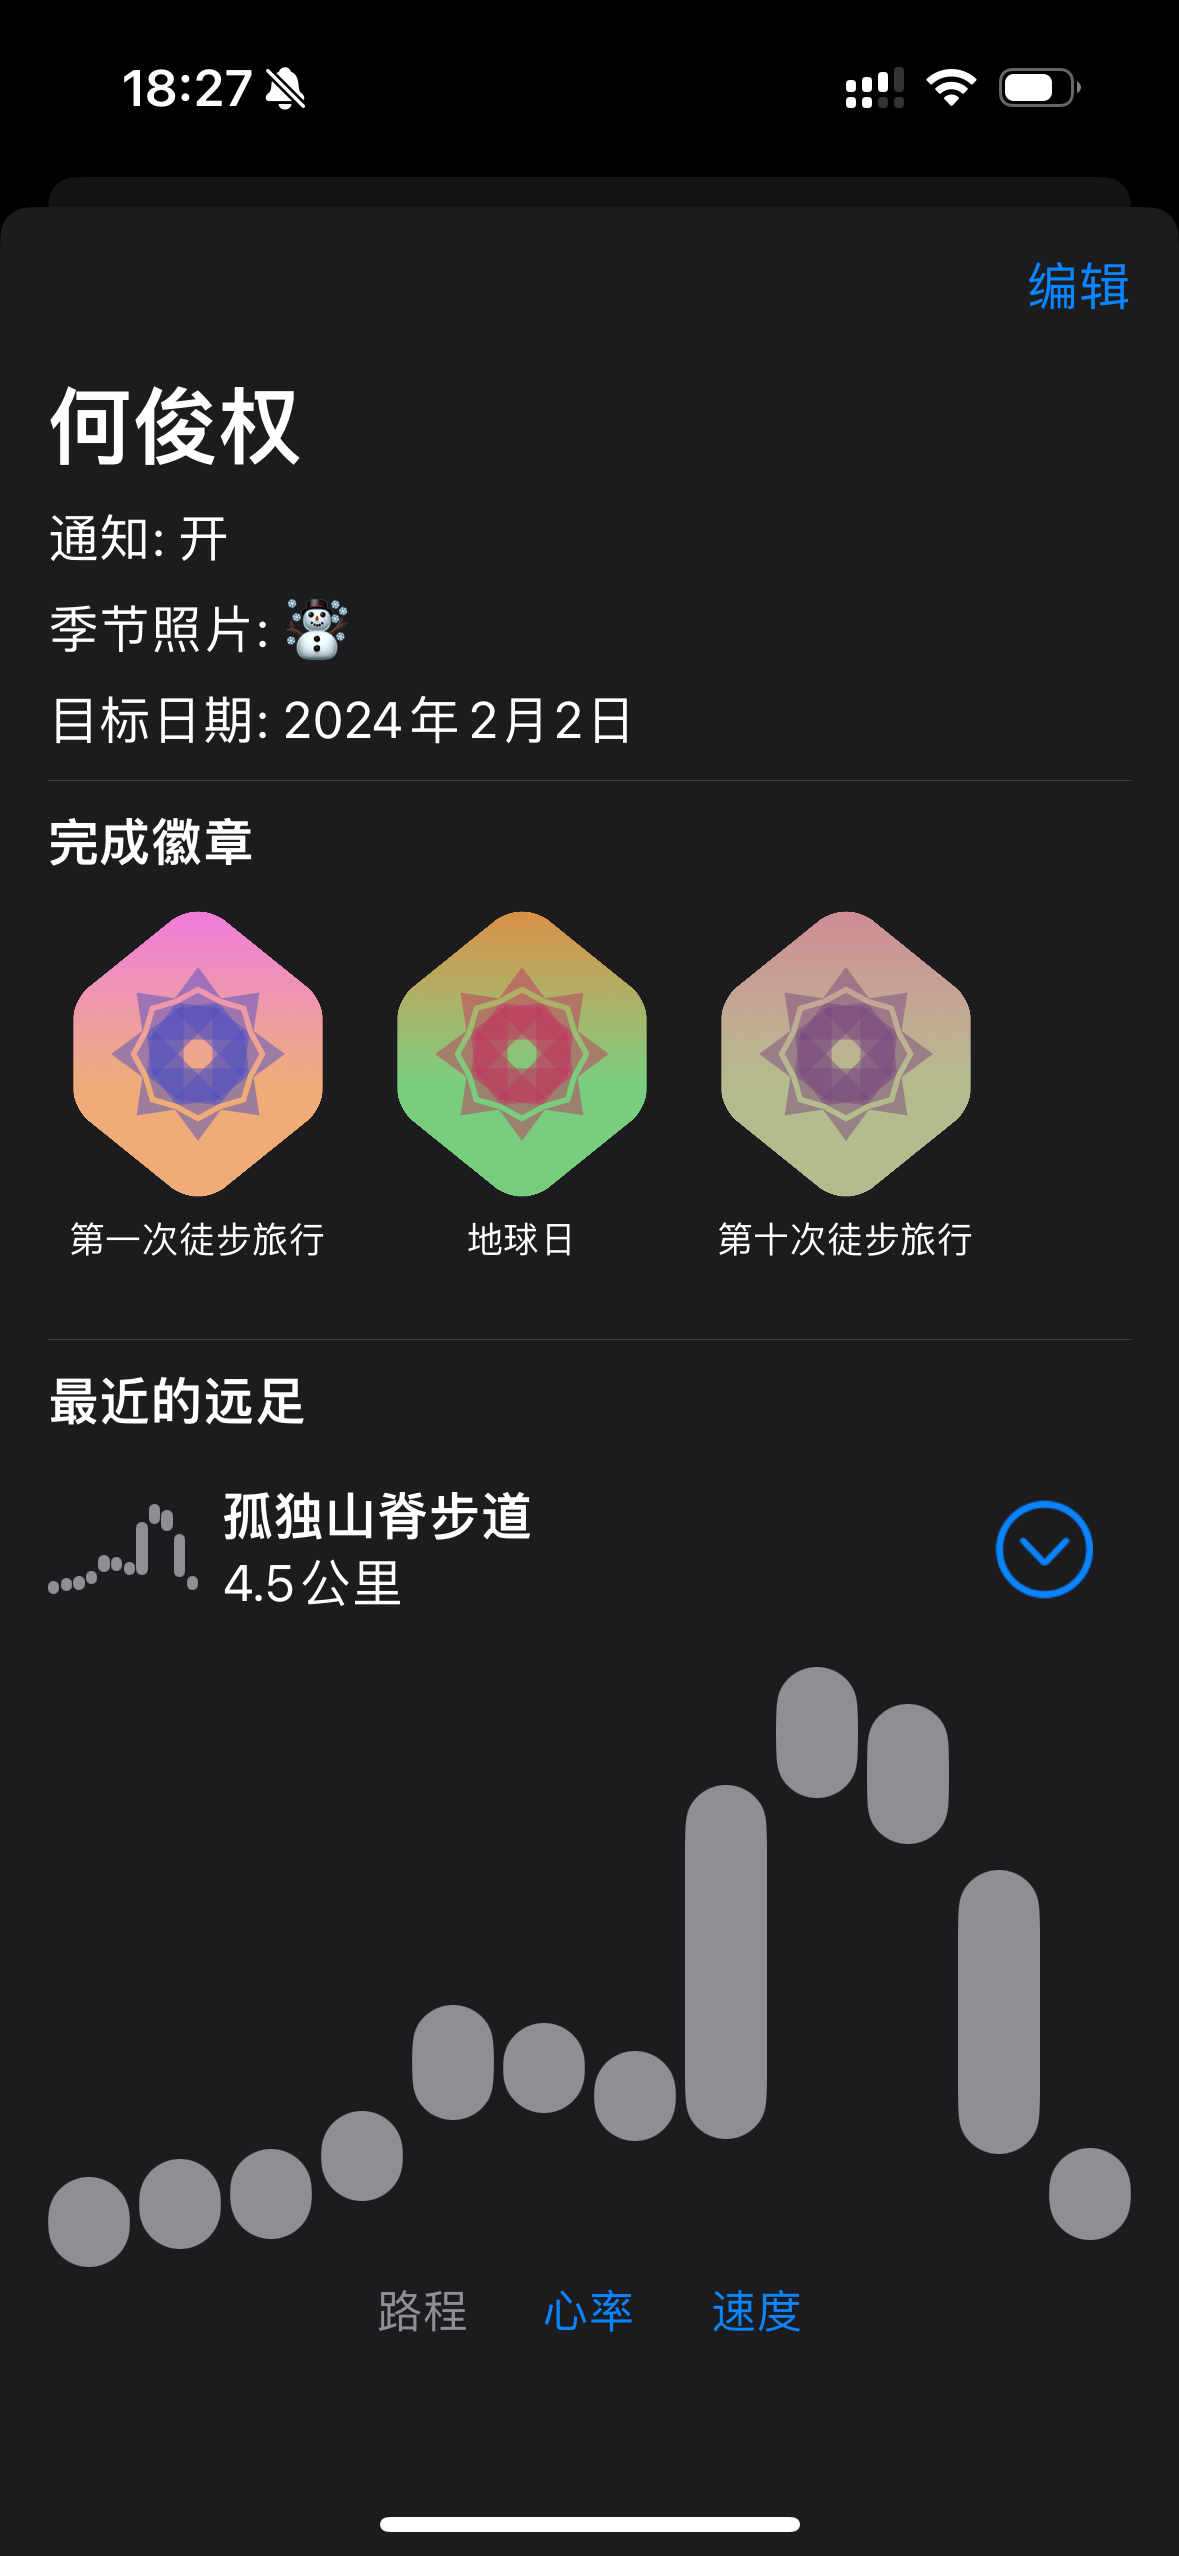 18:27
编辑
何俊权
通知: 开
季节照片: ☃️
目标日期: 2024年2月2日
完成徽章
第一次徒步旅行
地球日
第十次徒步旅行
最近的远足
孤独山脊步道
4.5公里
路程 心率 速度